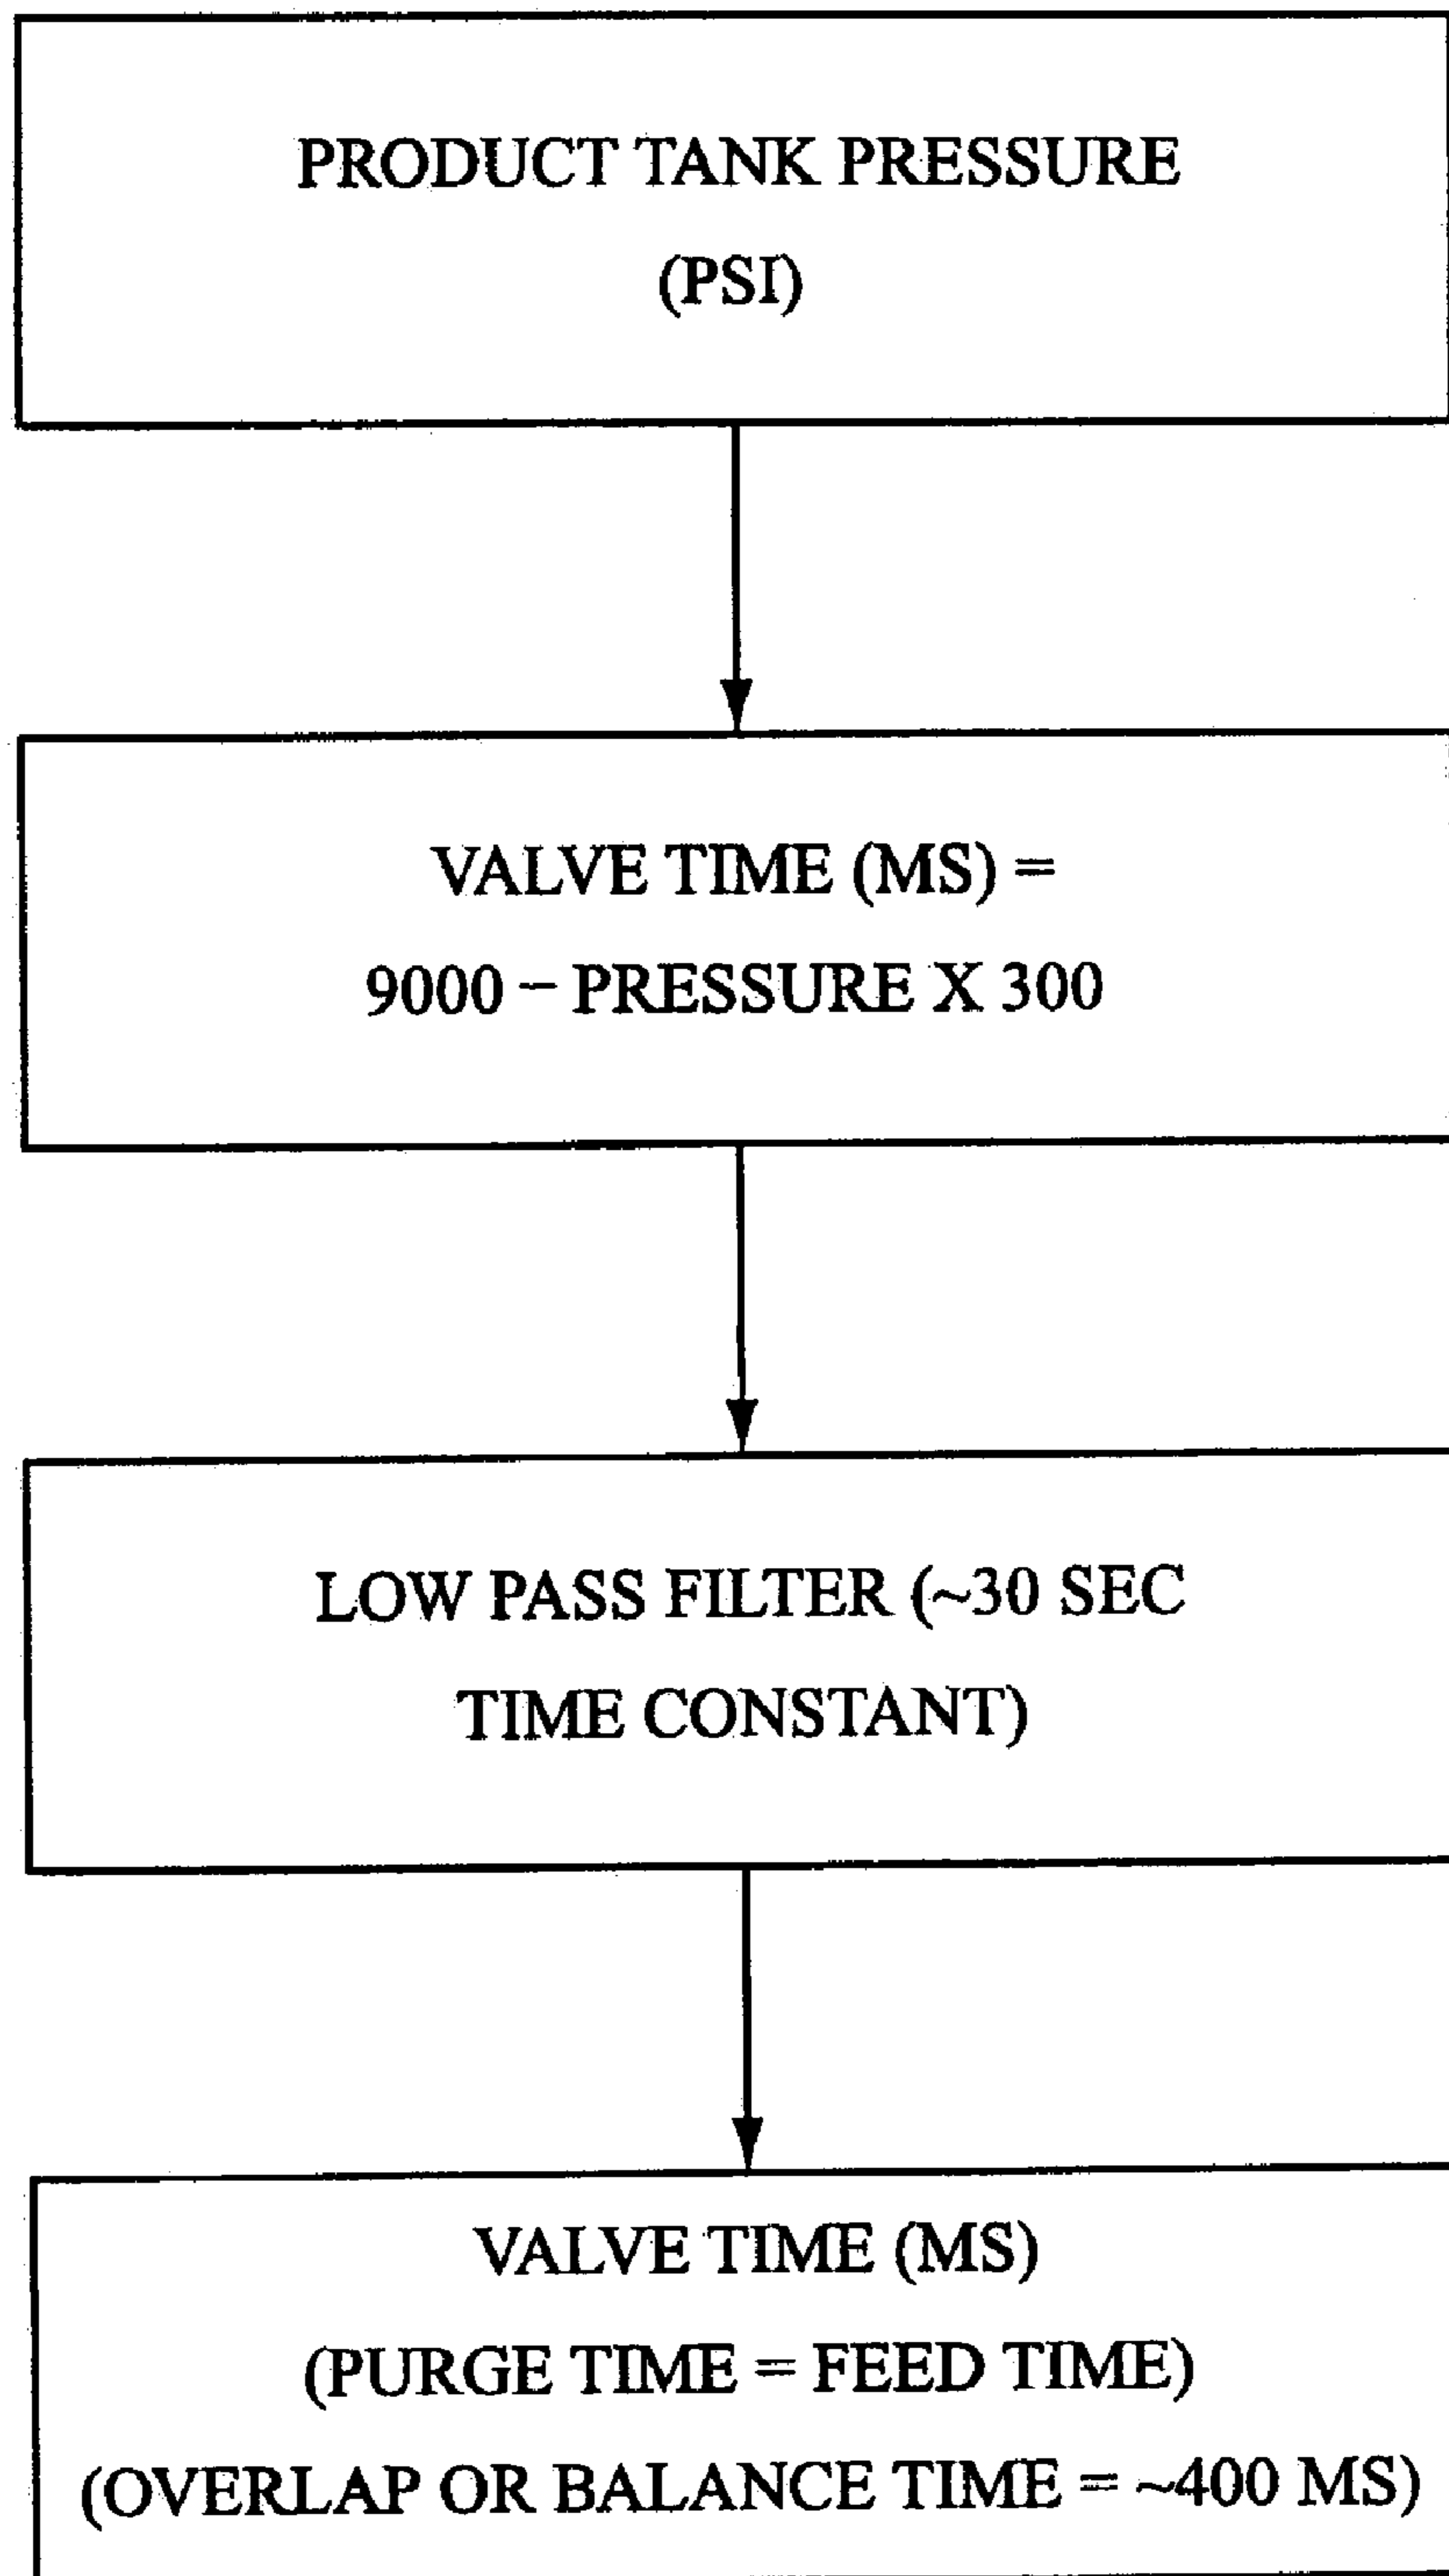 PRODUCT TANK PRESSURE
(PSI)
VALVE TIME (MS) =
9000 – PRESSURE X 300
LOW PASS FILTER (~30 SEC
TIME CONSTANT)
VALVE TIME (MS)
(PURGE TIME = FEED TIME)
(OVERLAP OR BALANCE TIME = ~400 MS)